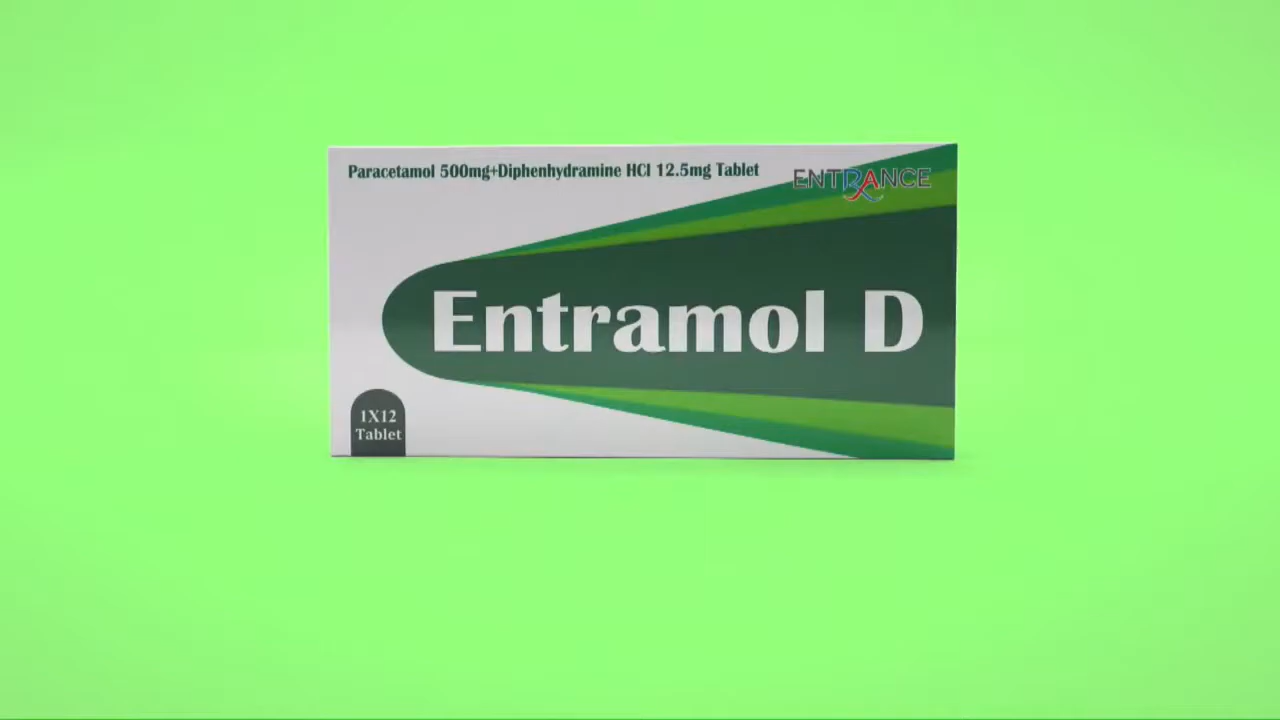 Paracetamol 500mg+Diphenhydramine HCl 12.5mg Tablet
ENTRANCE
Entramol D
1X12
Tablet